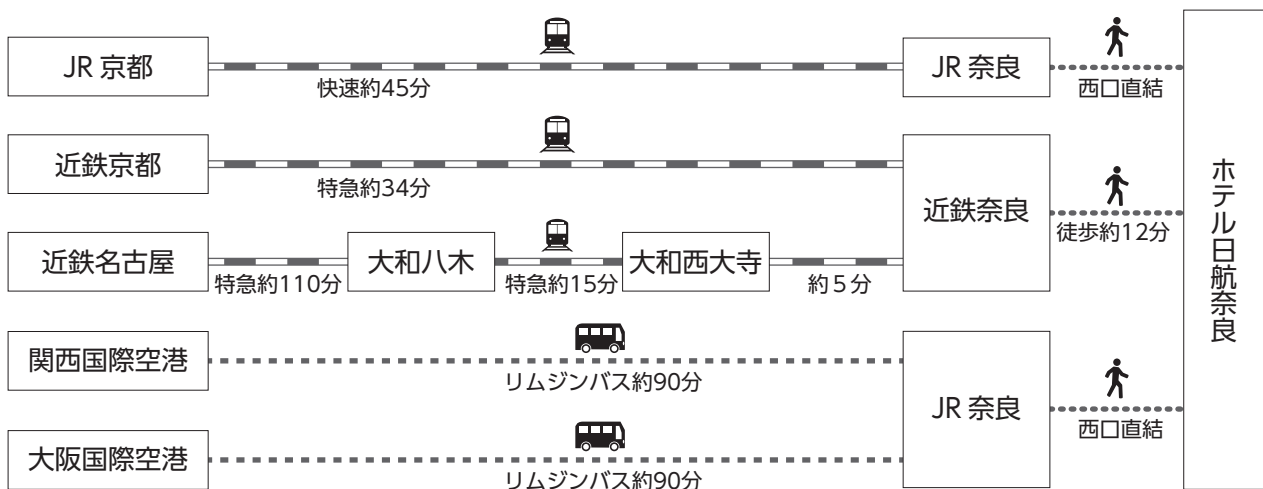 JR 京都
快速約45分
JR 奈良
西口直結
近鉄京都
特急約34分
近鉄奈良
徒歩約12分
近鉄名古屋
特急約110分
大和八木
特急約15分
大和西大寺
約5分
関西国際空港
リムジンバス約90分
JR 奈良
西口直結
大阪国際空港
リムジンバス約90分
ホテル日航奈良